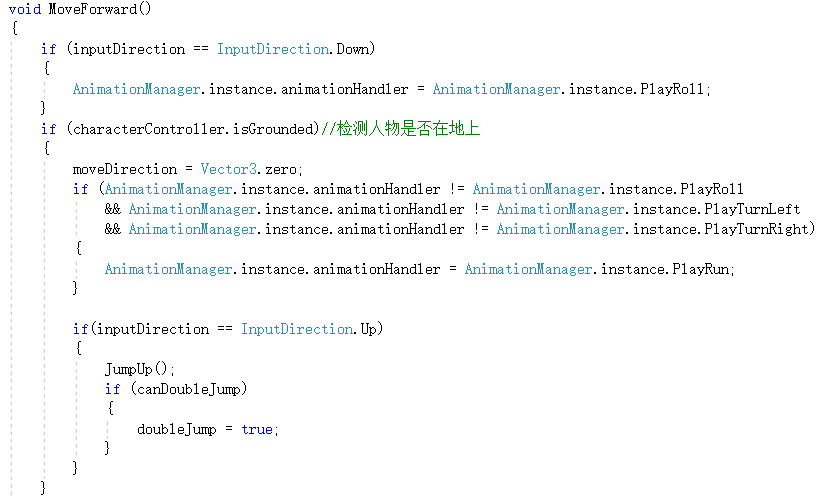 void MoveForward()
{
if (inputDirection == InputDirection.Down)
{
AnimationManager.instance.animationHandler = AnimationManager.instance.PlayRoll;
}
if (characterController.isGrounded)//检测人物是否在地上
{
moveDirection = Vector3.zero;
if (AnimationManager.instance.animationHandler != AnimationManager.instance.PlayRoll
&& AnimationManager.instance.animationHandler != AnimationManager.instance.PlayTurnLeft
&& AnimationManager.instance.animationHandler != AnimationManager.instance.PlayTurnRight)
{
AnimationManager.instance.animationHandler = AnimationManager.instance.PlayRun;
}
if(inputDirection == InputDirection.Up)
{
JumpUp();
if (canDoubleJump)
{
doubleJump = true;
}
}
}